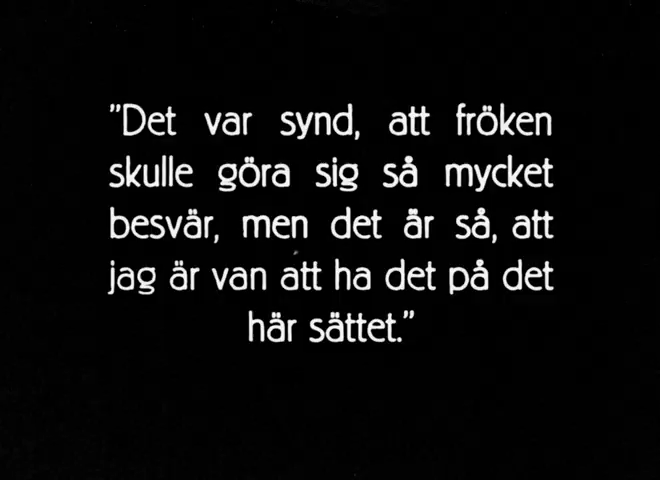 ”Det var synd, att fröken
skulle göra sig så mycket
besvär, men det är så, att
jag är van att ha det på det
här sättet.”